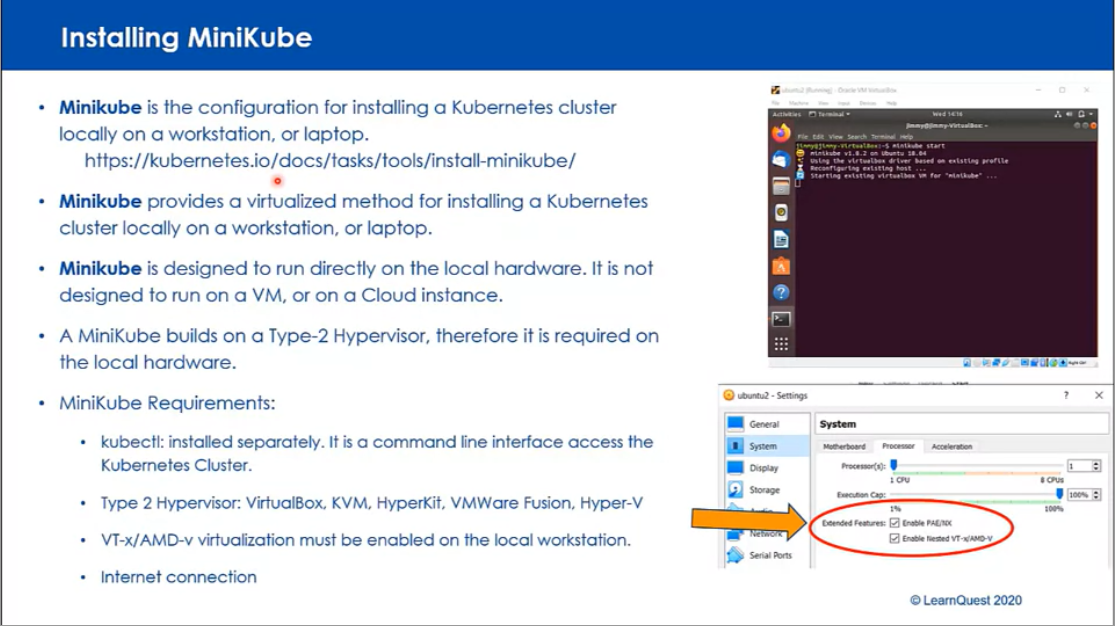 Installing MiniKube
• Minikube is the configuration for installing a Kubernetes cluster
locally on a workstation, or laptop.
https://kubernetes.io/docs/tasks/tools/install-minikube/
• Minikube provides a virtualized method for installing a Kubernetes
cluster locally on a workstation, or laptop.
• Minikube is designed to run directly on the local hardware. It is not
designed to run on a VM, or on a Cloud instance.
• A MiniKube builds on a Type-2 Hypervisor, therefore it is required on
the local hardware.
• MiniKube Requirements:
• kubectl: installed separately. It is a command line interface access the
Kubernetes Cluster.
• Type 2 Hypervisor: VirtualBox, KVM, HyperKit, VMWare Fusion, Hyper-V
• VT-x/AMD-v virtualization must be enabled on the local workstation.
• Internet connection
ubuntu2 [Running] - Oracle VM VirtualBox
File Machine View Input Devices Help
Activities Terminal Wed 14:16
jimmy@jimmy-VirtualBox: ~
File Edit View Search Terminal Help
jimmy@jimmy-VirtualBox:~$ minikube start
minikube v1.8.2 on Ubuntu 18.04
Using the virtualbox driver based on existing profile
Reconfiguring existing host ...
Starting existing virtualbox VM for "minikube" ...
Right Ctrl
ubuntu2 - Settings ? ×
General
System
Display
Storage
Audio
Network
Serial Ports
System
Motherboard Processor Acceleration
Processor(s): 1
1 CPU 8 CPUs
Execution Cap: 100%
1% 100%
Extended Features: Enable PAE/NX
Enable Nested VT-x/AMD-V
© LearnQuest 2020